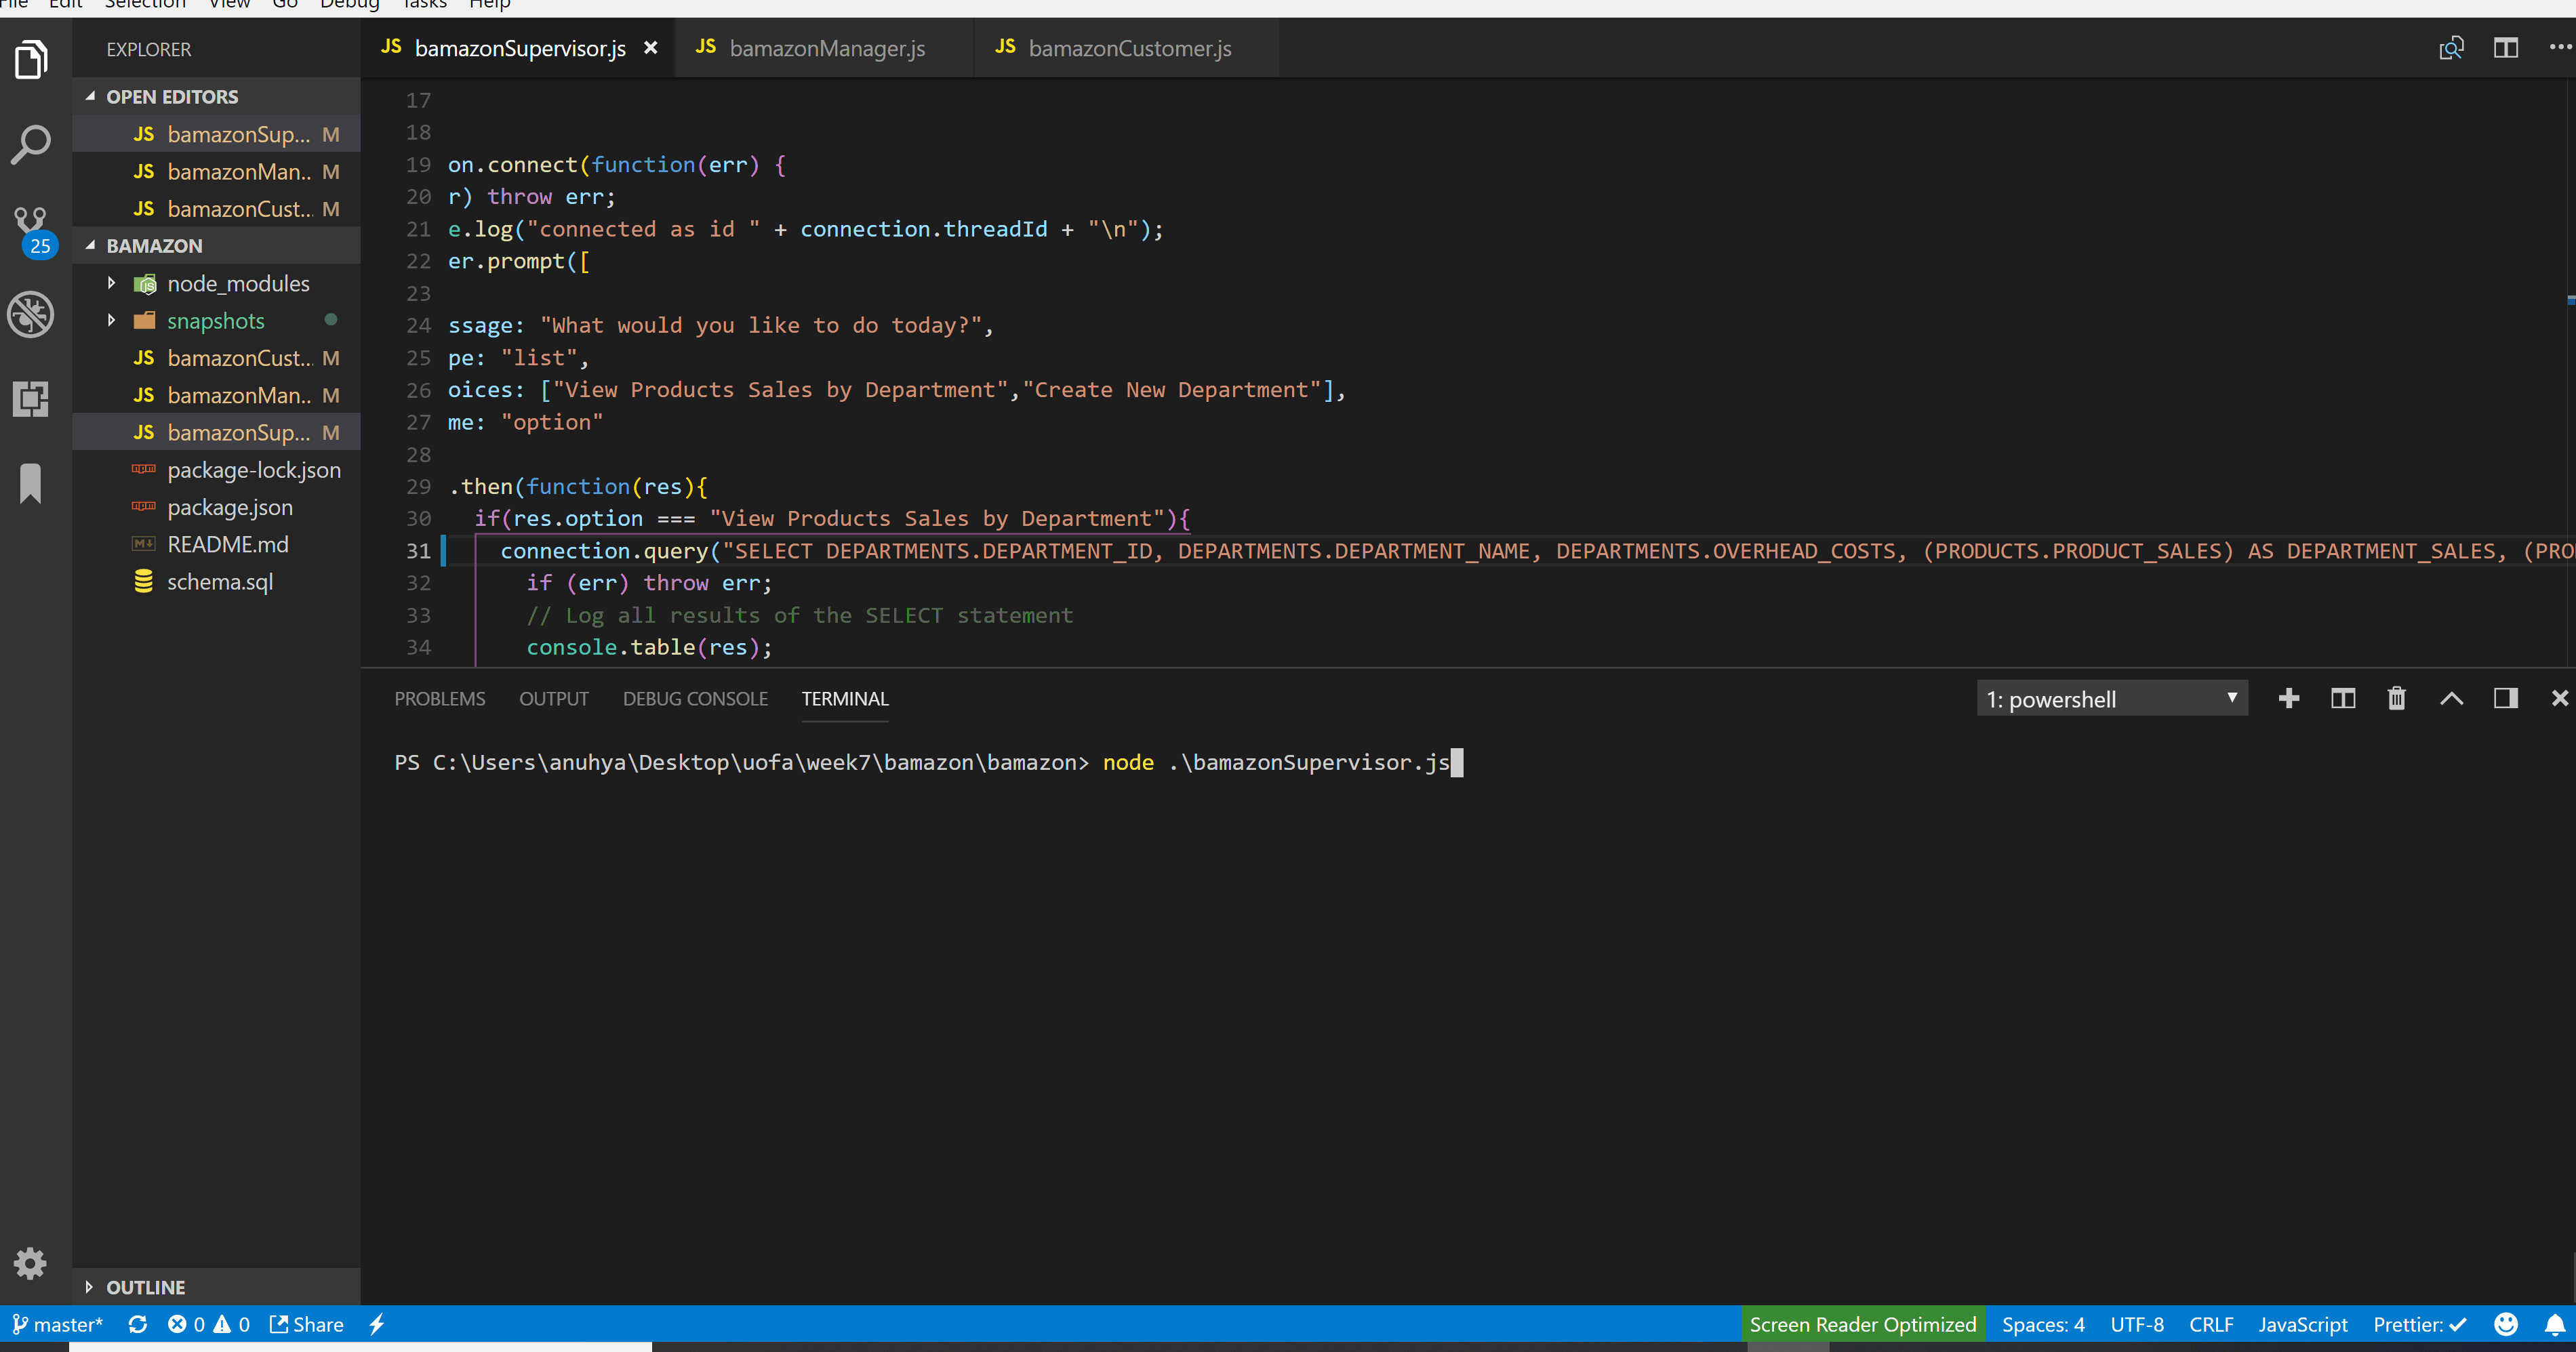 File Edit Selection View Go Debug Tasks Help
EXPLORER
JS bamazonSupervisor.js ×
JS bamazonManager.js
JS bamazonCustomer.js
OPEN EDITORS
JS bamazonSup... M
JS bamazonMan.. M
JS bamazonCust.. M
25
BAMAZON
node_modules
snapshots
JS bamazonCust.. M
JS bamazonMan.. M
JS bamazonSup... M
package-lock.json
package.json
README.md
schema.sql
OUTLINE
17
18
19 on.connect(function(err) {
20 r) throw err;
21 e.log("connected as id " + connection.threadId + "\n");
22 er.prompt([
23
24 ssage: "What would you like to do today?",
25 pe: "list",
26 oices: ["View Products Sales by Department","Create New Department"],
27 me: "option"
28
29 .then(function(res){
30 if(res.option === "View Products Sales by Department"){
31 connection.query("SELECT DEPARTMENTS.DEPARTMENT_ID, DEPARTMENTS.DEPARTMENT_NAME, DEPARTMENTS.OVERHEAD_COSTS, (PRODUCTS.PRODUCT_SALES) AS DEPARTMENT_SALES, (PRO
32 if (err) throw err;
33 // Log all results of the SELECT statement
34 console.table(res);
PROBLEMS OUTPUT DEBUG CONSOLE TERMINAL
1: powershell
PS C:\Users\anuhya\Desktop\uofa\week7\bamazon\bamazon> node .\bamazonSupervisor.js
master* 0 0 Share
Screen Reader Optimized Spaces: 4 UTF-8 CRLF JavaScript Prettier: ✓